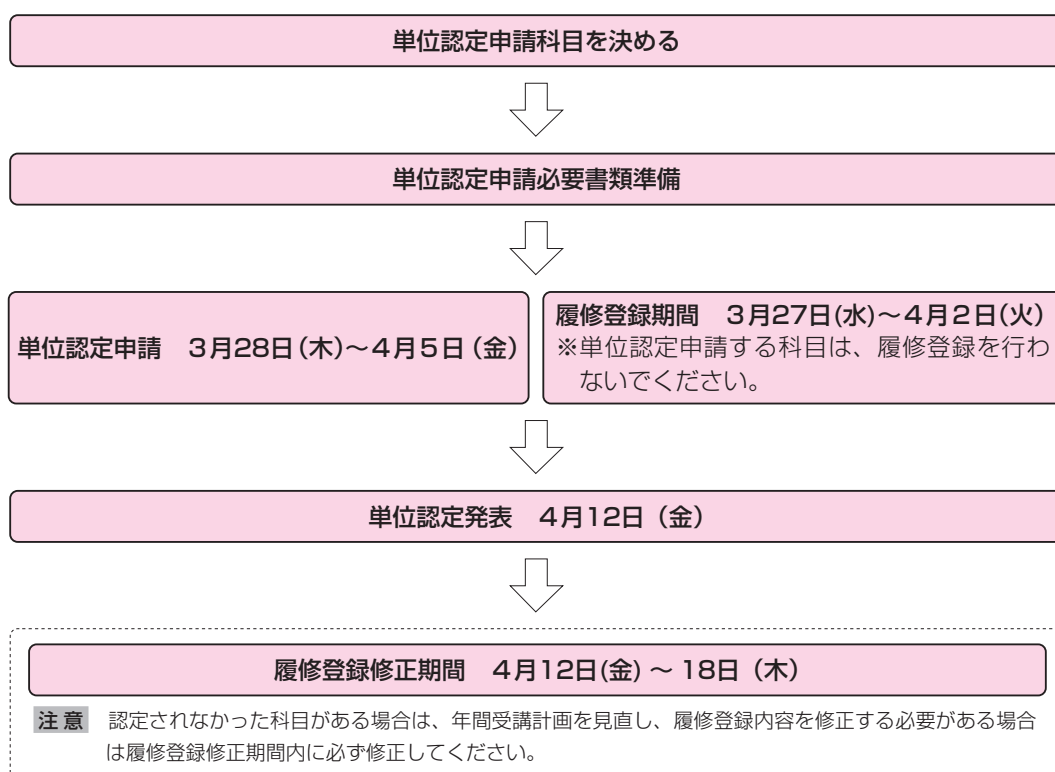 単位認定申請科目を決める
単位認定申請必要書類準備
単位認定申請　3月28日(木)～4月5日(金)
履修登録期間　3月27日(水)～4月2日(火)
※単位認定申請する科目は、履修登録を行わ
ないでください。
単位認定発表　4月12日（金）
履修登録修正期間　4月12日(金) ～ 18日（木）
注 意　認定されなかった科目がある場合は、年間受講計画を見直し、履修登録内容を修正する必要がある場合
は履修登録修正期間内に必ず修正してください。